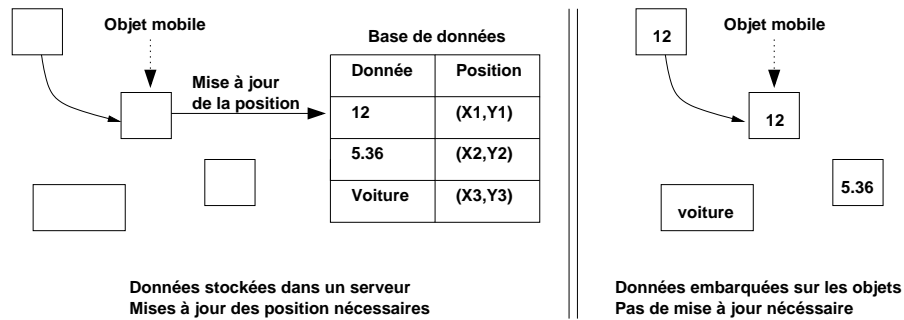 Objet mobile
Base de données
Donnée Position
Mise à jour
de la position
12 (X1,Y1)
5.36 (X2,Y2)
Voiture (X3,Y3)
Données stockées dans un serveur
Mises à jour des position nécessaires
Objet mobile
12
12
5.36
voiture
Données embarquées sur les objets
Pas de mise à jour nécéssaire